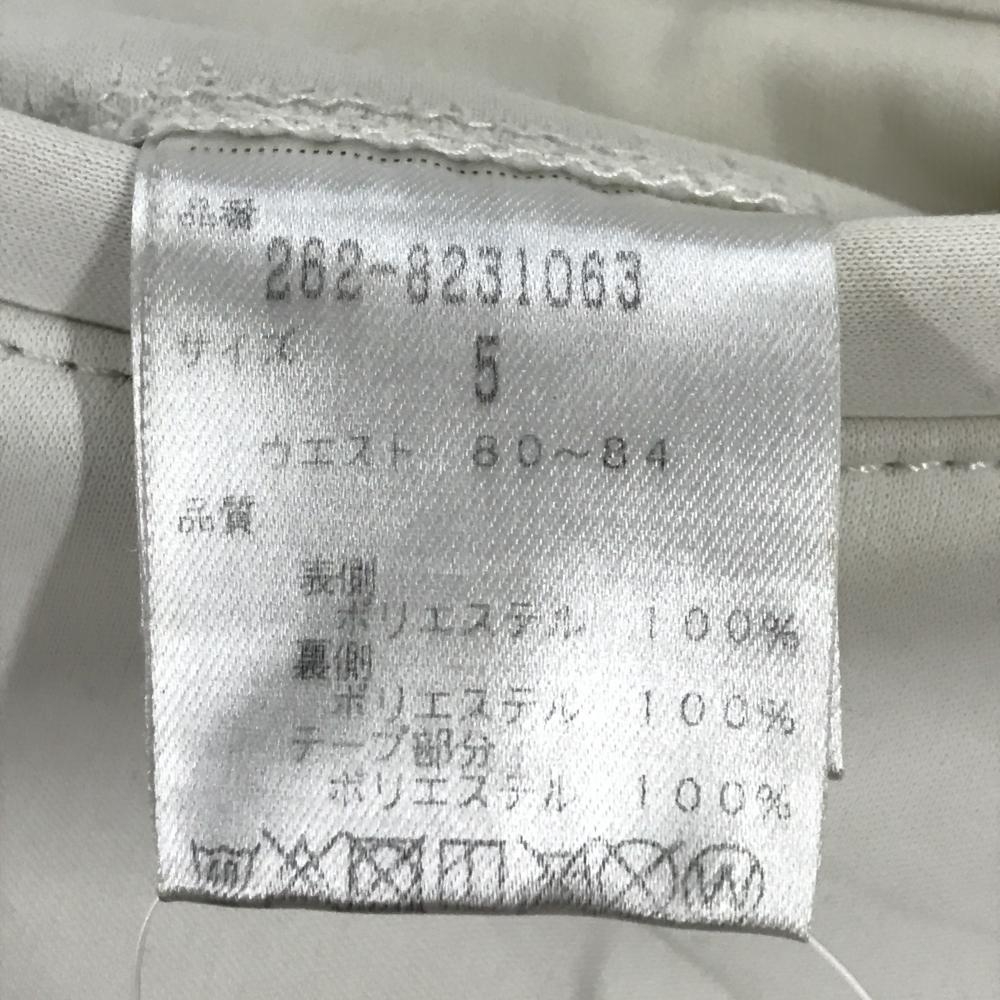 品番
262-8231063
サイズ 5
ウエスト 80~84
品質
表側
ポリエステル 100%
裏側
ポリエステル 100%
テープ部分
ポリエステル 100%